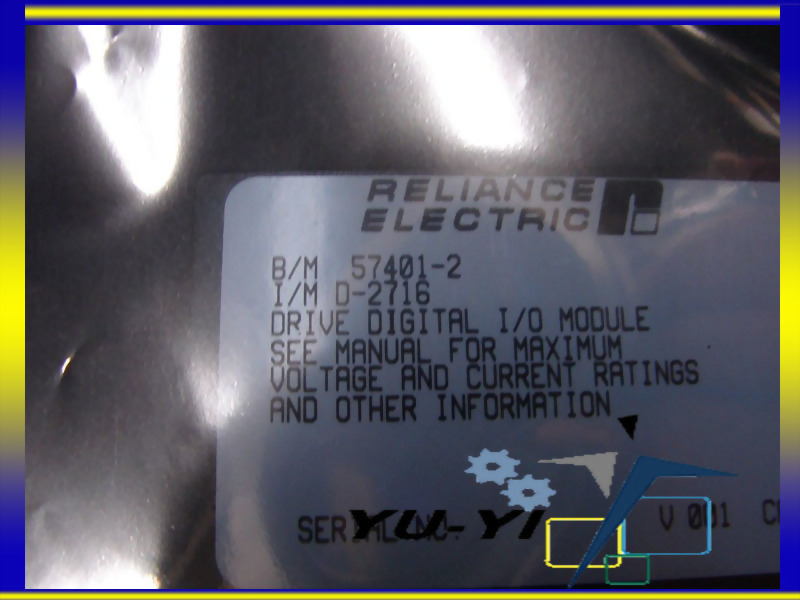 RELIANCE
ELECTRIC
B/M 57401-2
I/M D-2716
DRIVE DIGITAL I/O MODULE
SEE MANUAL FOR MAXIMUM
VOLTAGE AND CURRENT RATINGS
AND OTHER INFORMATION
YU-YI
V 001